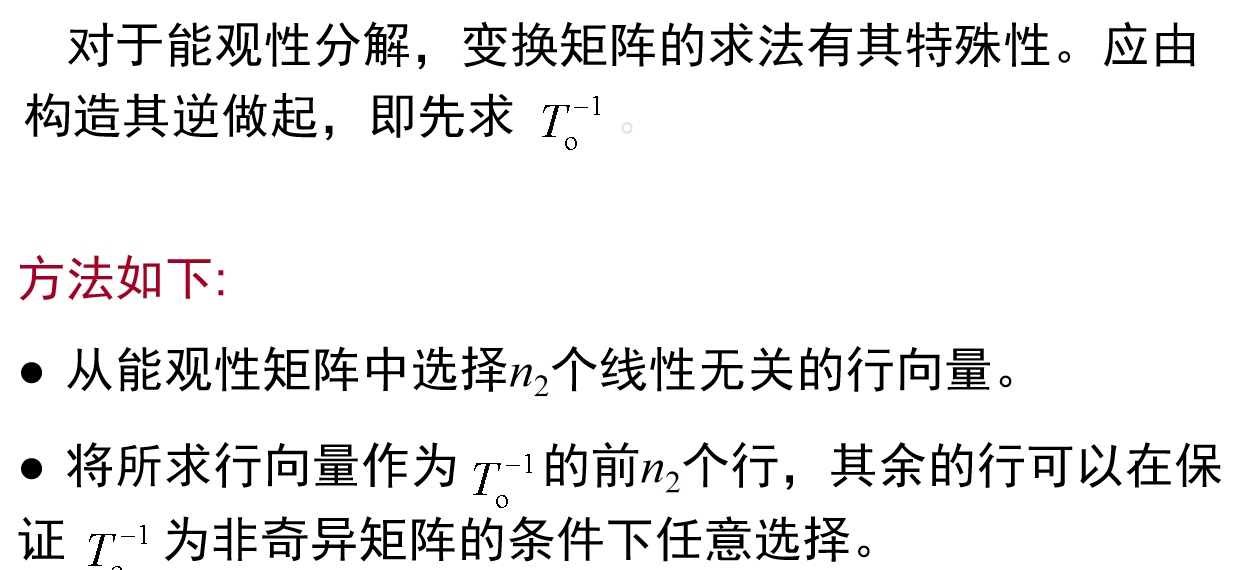 对于能观性分解，变换矩阵的求法有其特殊性。应由
构造其逆做起，即先求 T_o^{-1} 。
方法如下:
● 从能观性矩阵中选择n_2个线性无关的行向量。
● 将所求行向量作为 T_o^{-1} 的前n_2个行，其余的行可以在保
证 T_o^{-1} 为非奇异矩阵的条件下任意选择。